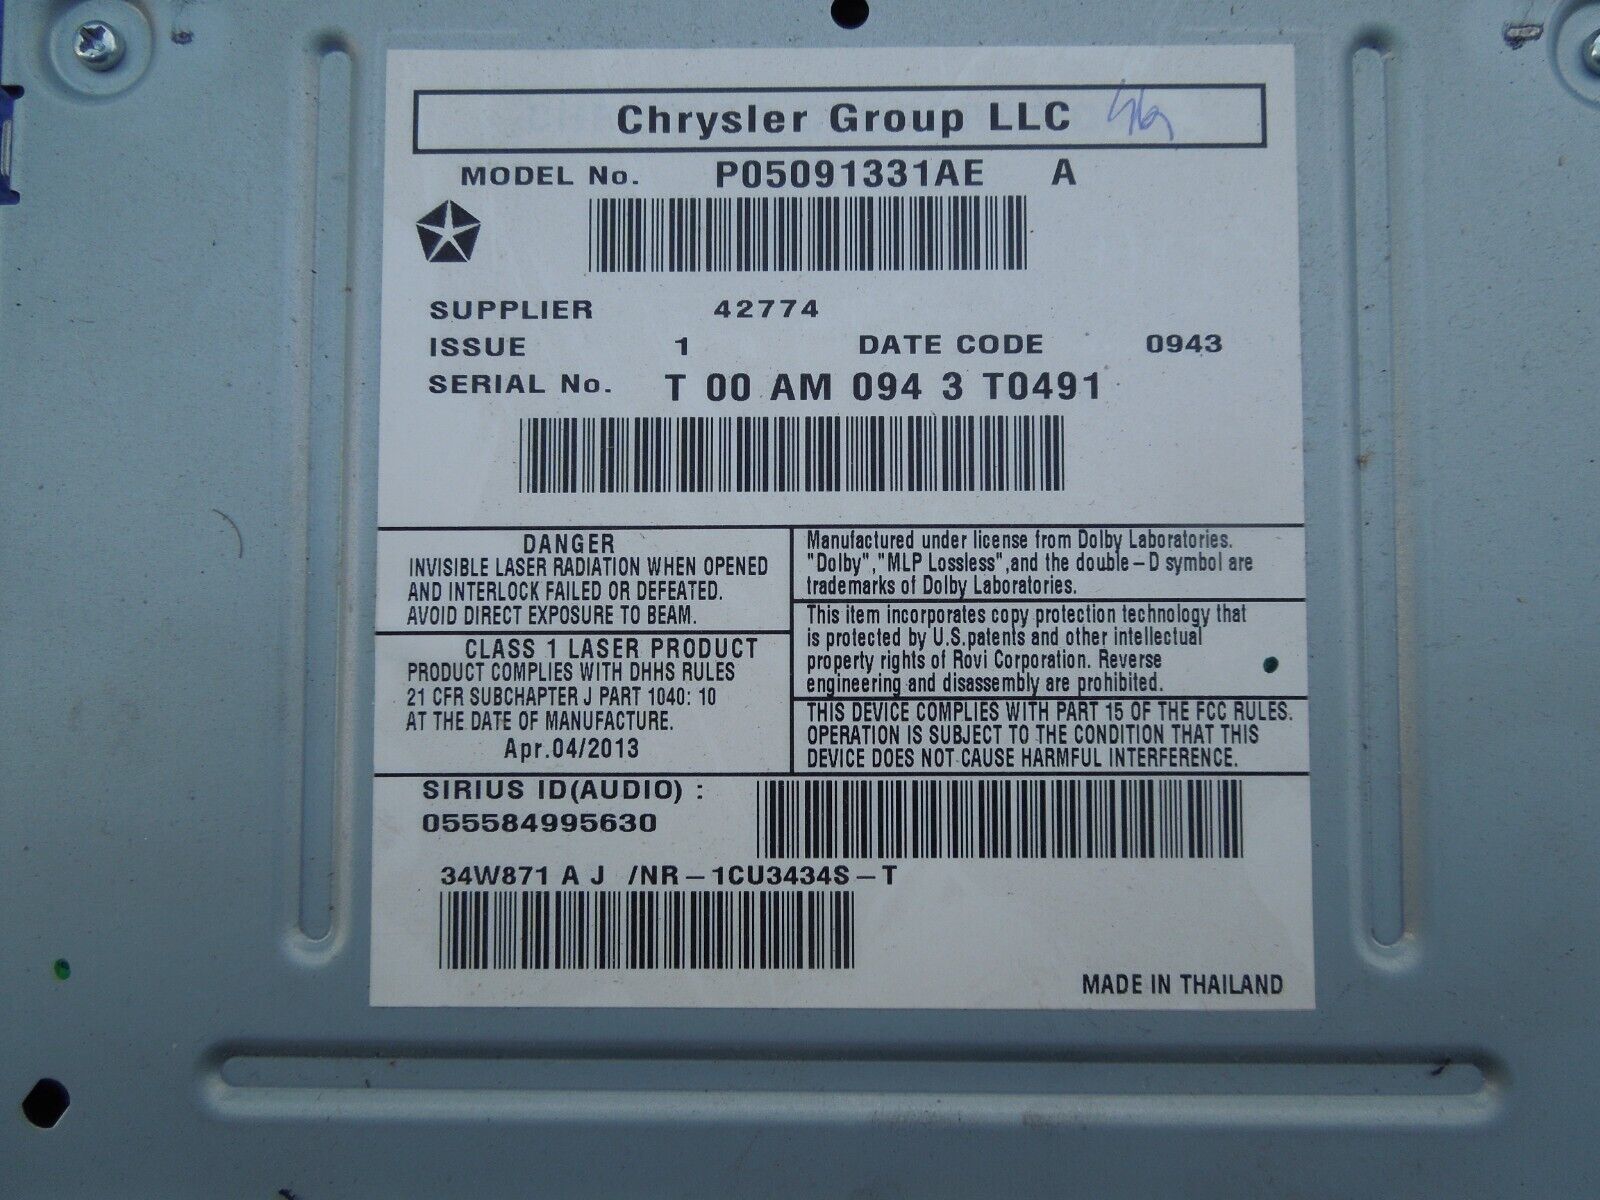 Chrysler Group LLC
MODEL No. P05091331AE A
SUPPLIER 42774
ISSUE 1 DATE CODE 0943
SERIAL No. T 00 AM 094 3 T0491
DANGER
INVISIBLE LASER RADIATION WHEN OPENED
AND INTERLOCK FAILED OR DEFEATED.
AVOID DIRECT EXPOSURE TO BEAM.
CLASS 1 LASER PRODUCT
PRODUCT COMPLIES WITH DHHS RULES
21 CFR SUBCHAPTER J PART 1040: 10
AT THE DATE OF MANUFACTURE.
Apr.04/2013
Manufactured under license from Dolby Laboratories.
"Dolby","MLP Lossless",and the double-D symbol are
trademarks of Dolby Laboratories.
This item incorporates copy protection technology that
is protected by U.S.patents and other intellectual
property rights of Rovi Corporation. Reverse
engineering and disassembly are prohibited.
THIS DEVICE COMPLIES WITH PART 15 OF THE FCC RULES.
OPERATION IS SUBJECT TO THE CONDITION THAT THIS
DEVICE DOES NOT CAUSE HARMFUL INTERFERENCE.
SIRIUS ID(AUDIO) :
055584995630
34W871 A J /NR-1CU3434S-T
MADE IN THAILAND